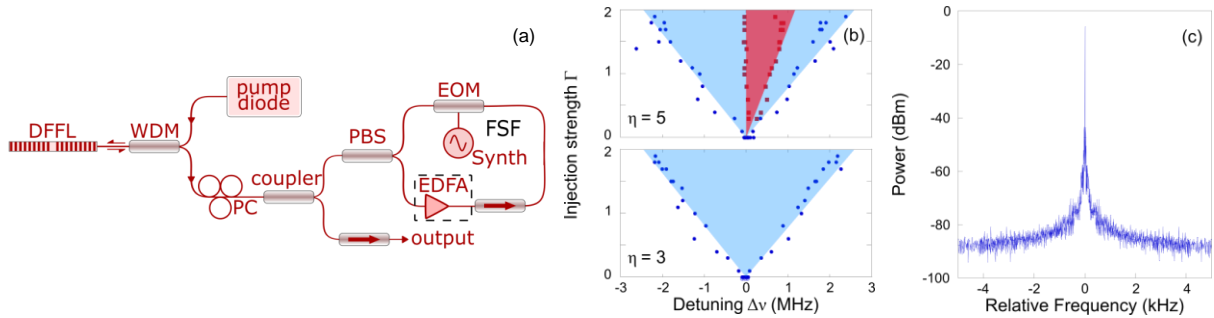 (a)
pump
diode
DFFL
WDM
PC
coupler
PBS
EOM
FSF
Synth
EDFA
output
(b)
Injection strength Γ
2
1
0
η = 5
2
1
0
η = 3
-3 -2 -1 0 1 2 3
Detuning Δν (MHz)
(c)
Power (dBm)
0
-20
-40
-60
-80
-100
-4 -2 0 2 4
Relative Frequency (kHz)